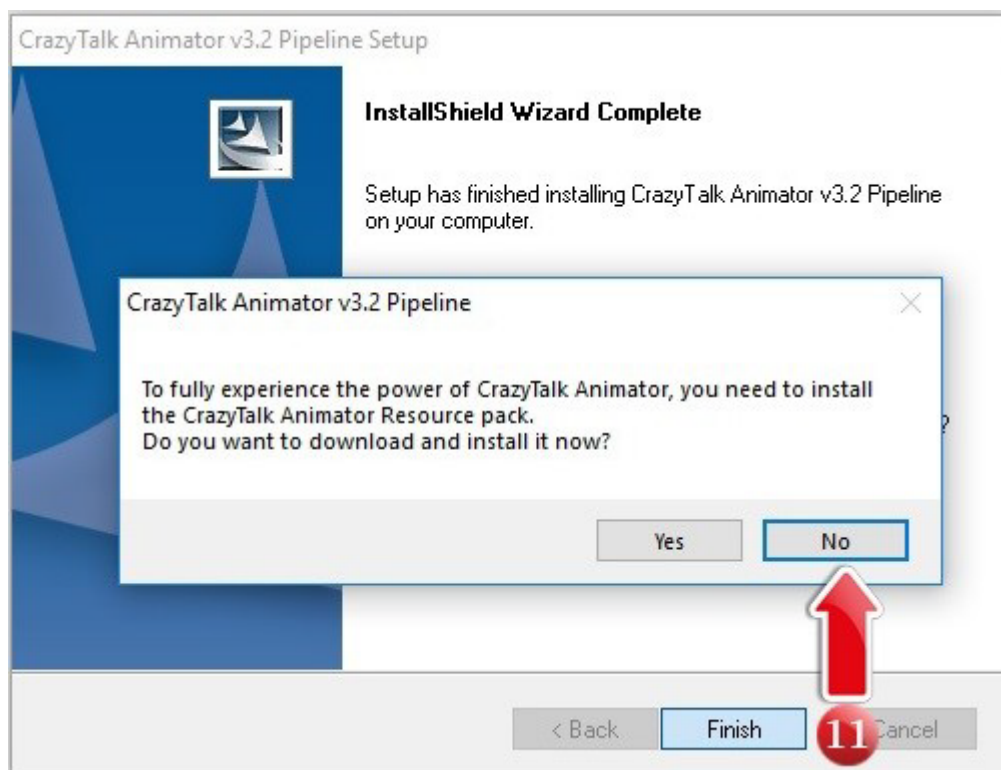 CrazyTalk Animator v3.2 Pipeline Setup
InstallShield Wizard Complete
Setup has finished installing CrazyTalk Animator v3.2 Pipeline
on your computer.
CrazyTalk Animator v3.2 Pipeline
To fully experience the power of CrazyTalk Animator, you need to install
the CrazyTalk Animator Resource pack.
?
Do you want to download and install it now?
Yes
No
< Back
Finish
11
Cancel